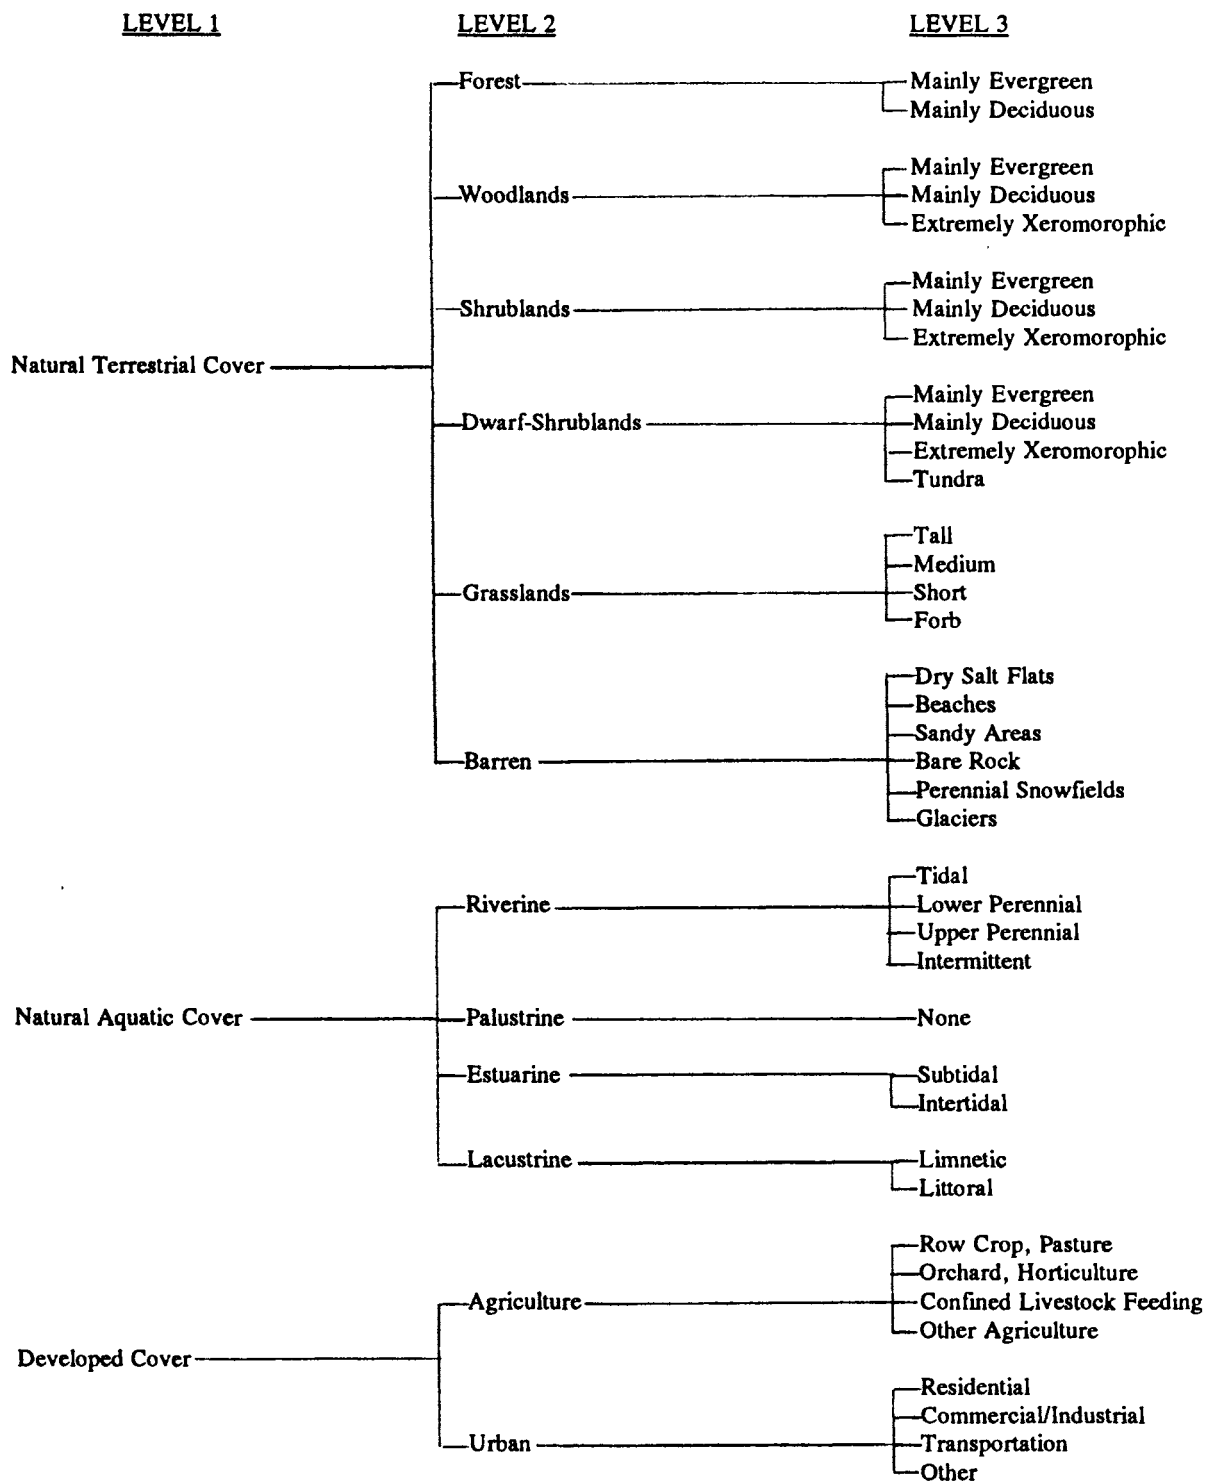 LEVEL 1 LEVEL 2 LEVEL 3
Forest Mainly Evergreen
Mainly Deciduous
Mainly Evergreen
Woodlands Mainly Deciduous
Extremely Xeromorophic
Mainly Evergreen
Shrublands Mainly Deciduous
Extremely Xeromorophic
Natural Terrestrial Cover
Mainly Evergreen
Dwarf-Shrublands Mainly Deciduous
Extremely Xeromorophic
Tundra
Tall
Medium
Grasslands Short
Forb
Dry Salt Flats
Beaches
Sandy Areas
Barren Bare Rock
Perennial Snowfields
Glaciers
Tidal
Riverine Lower Perennial
Upper Perennial
Intermittent
Natural Aquatic Cover Palustrine None
Estuarine Subtidal
Intertidal
Lacustrine Limnetic
Littoral
Row Crop, Pasture
Orchard, Horticulture
Agriculture Confined Livestock Feeding
Other Agriculture
Developed Cover
Residential
Commercial/Industrial
Urban Transportation
Other